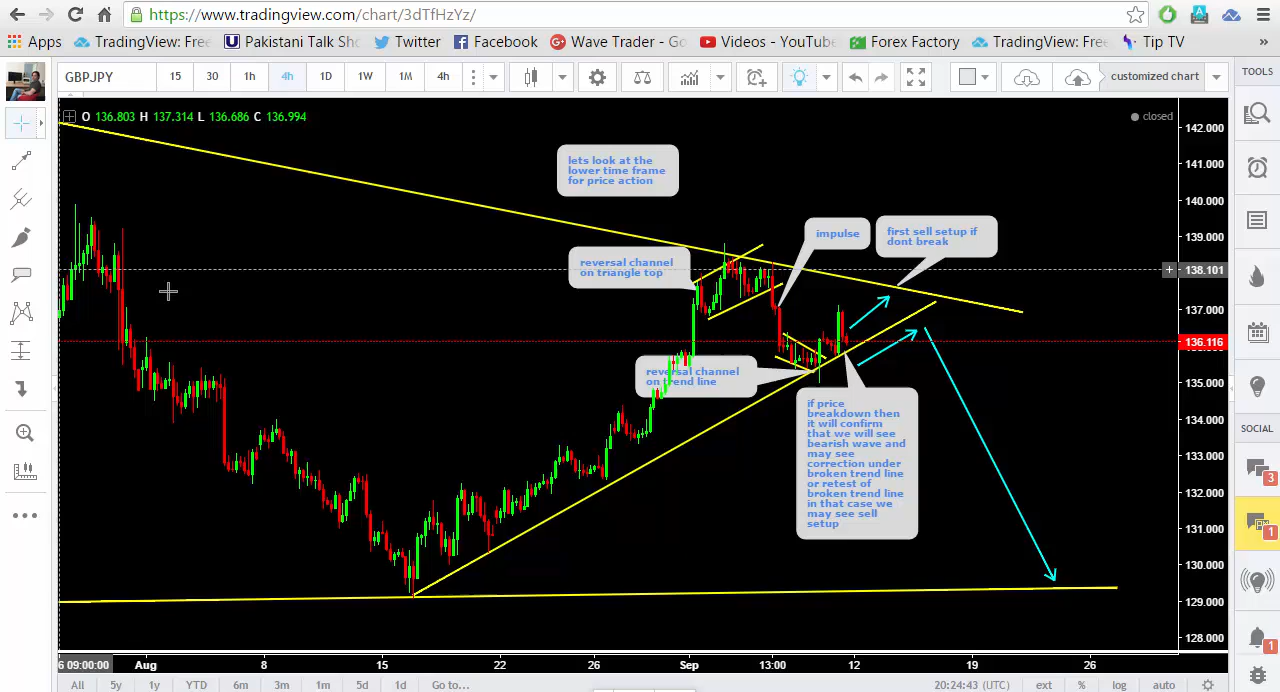 https://www.tradingview.com/chart/3dTfHzYz/
Apps TradingView: Free Pakistani Talk Sho Twitter Facebook Wave Trader - Go Videos - YouTube Forex Factory TradingView: Free Tip TV »
GBPJPY 15 30 1h 4h 1D 1W 1M 4h customized chart TOOLS
O 136.803 H 137.314 L 136.686 C 136.994
closed
142.000
141.000
140.000
139.000
138.101
137.000
136.116
135.000
134.000
133.000
132.000
131.000
130.000
129.000
128.000
lets look at the
lower time frame
for price action
impulse
first sell setup if
dont break
reversal channel
on triangle top
reversal channel
on trend line
if price
breakdown then
it will confirm
that we will see
bearish wave and
may see
correction under
broken trend line
or retest of
broken trend line
in that case we
may see sell
setup
SOCIAL
3
1
1
6 09:00:00 Aug 8 15 22 26 Sep 13:00 12 19 26
All 5y 1y YTD 6m 3m 1m 5d 1d Go to... 20:24:43 (UTC) ext % log auto